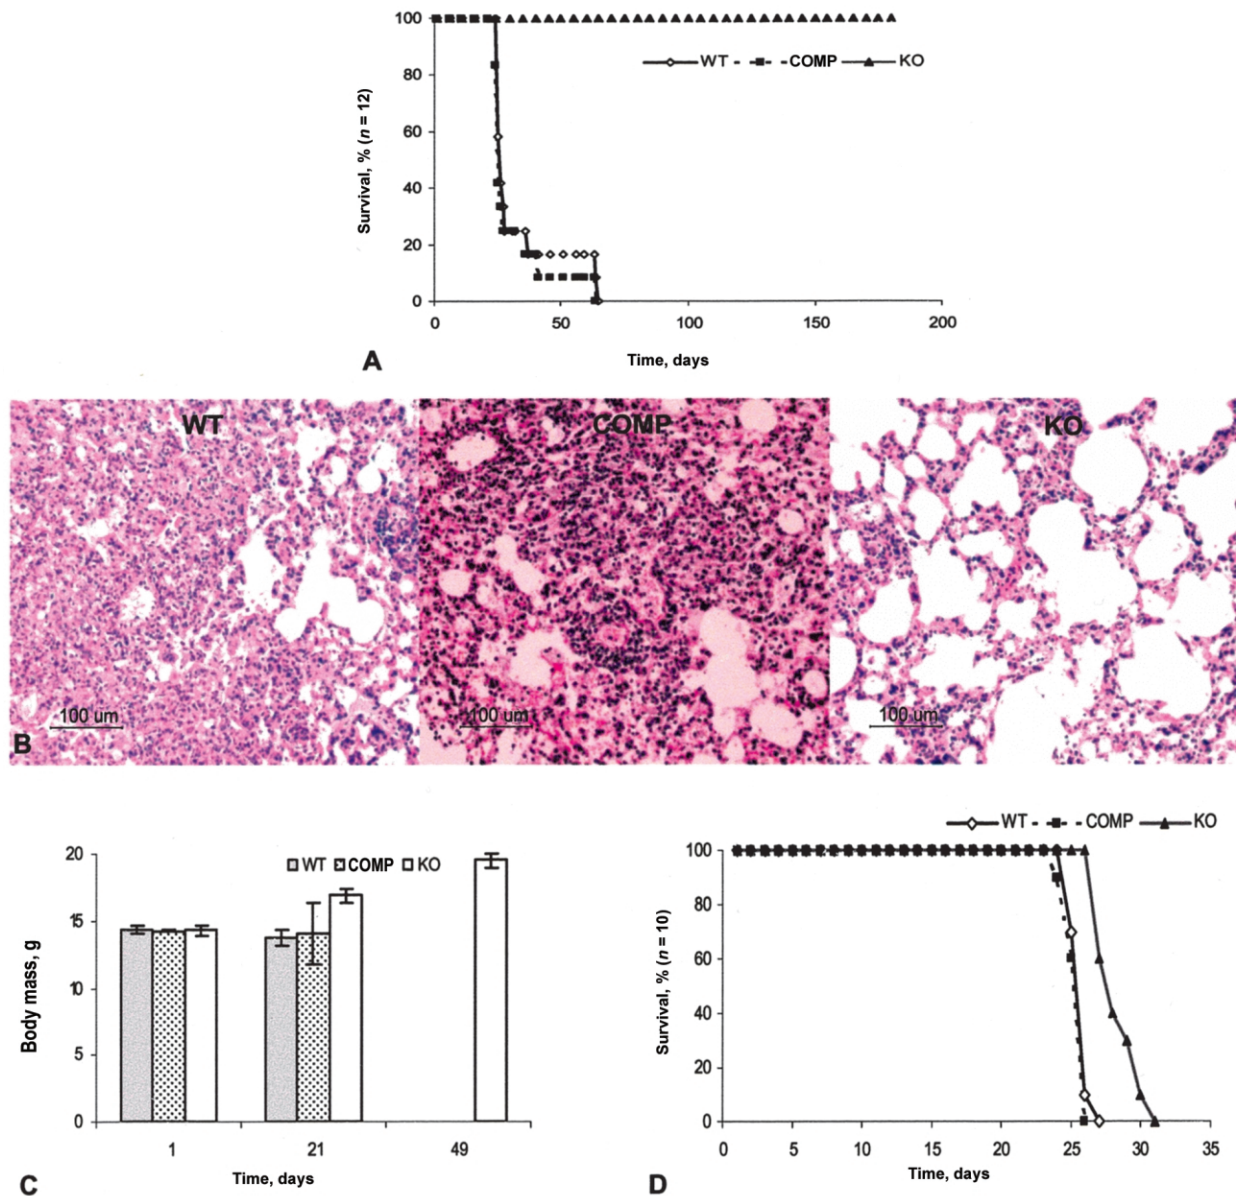 100
80
60
40
20
0
Survival, % (n = 12)
WT COMP KO
0 50 100 150 200
Time, days
A
WT COMP KO
100 um 100 um 100 um
B
20
15
10
5
0
Body mass, g
WT COMP KO
1 21 49
Time, days
C
WT COMP KO
100
80
60
40
20
0
Survival, % (n = 10)
0 5 10 15 20 25 30 35
Time, days
D